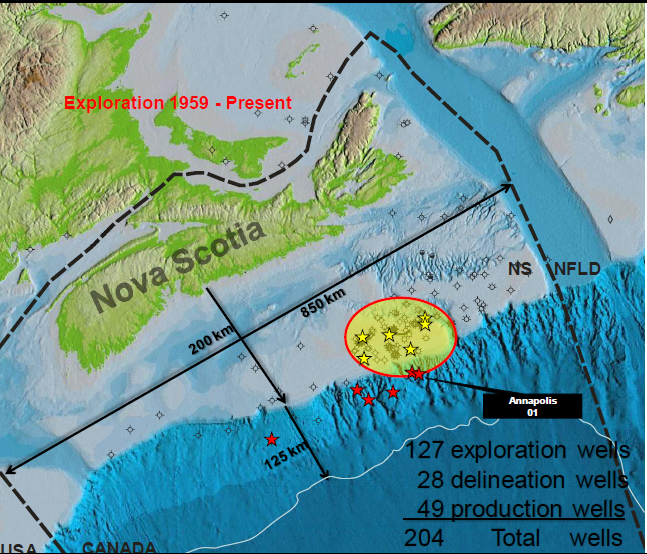 Exploration 1959 - Present
Nova Scotia
NS NFLD
850 km
200 km
Annapolis
01
125 km
127 exploration wells
28 delineation wells
49 production wells
204 Total wells
USA CANADA